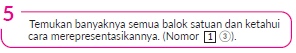 5
Temukan banyaknya semua balok satuan dan ketahui
cara merepresentasikannya. (Nomor 1 3).